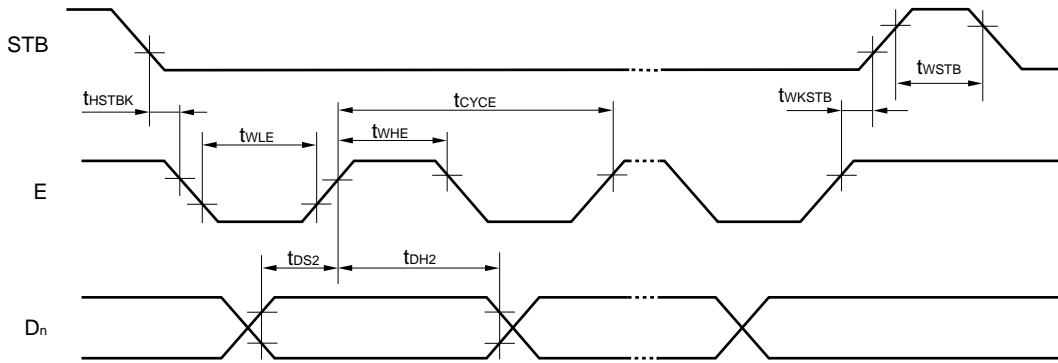 STB
tWSTB
tHSTBK
tCYCE
tWKSTB
tWLE
tWHE
E
tDS2
tDH2
Dn